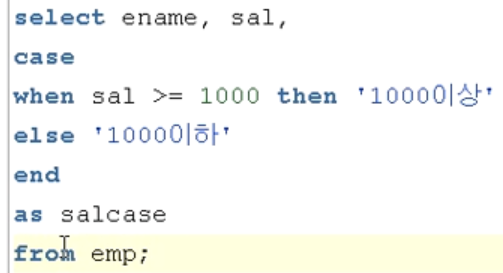 select ename, sal,
case
when sal >= 1000 then '1000이상'
else '1000이하'
end
as salcase
from emp;